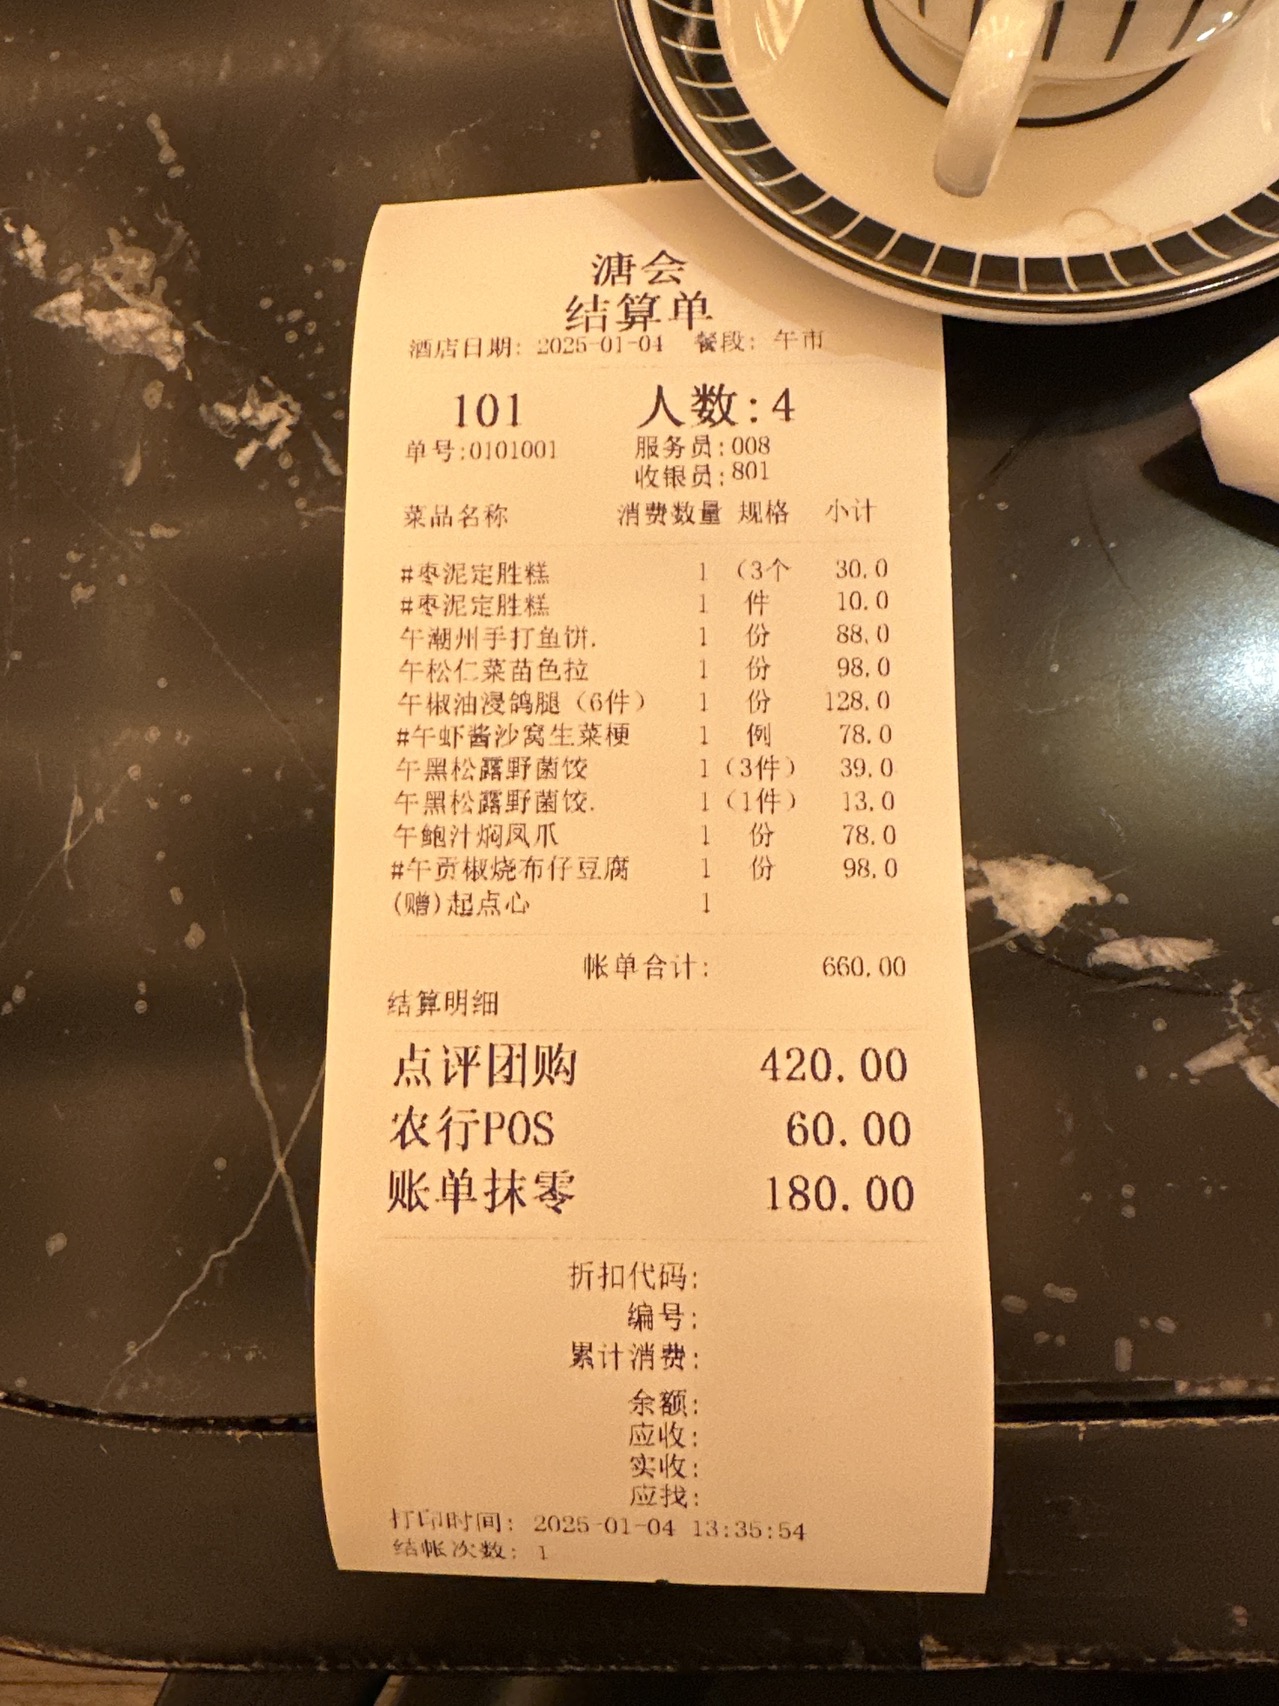 溏会
结算单
酒店日期: 2025-01-04 餐段: 午市
101 人数:4
单号:0101001 服务员:008
收银员:801
菜品名称 消费数量 规格 小计
#枣泥定胜糕 1 (3个 30.0
#枣泥定胜糕 1 件 10.0
午潮州手打鱼饼. 1 份 88.0
午松仁菜苗色拉 1 份 98.0
午椒油浸鸽腿(6件) 1 份 128.0
#午虾酱沙窝生菜梗 1 例 78.0
午黑松露野菌饺 1 (3件) 39.0
午黑松露野菌饺. 1 (1件) 13.0
午鲍汁焖凤爪 1 份 78.0
#午贡椒烧布仔豆腐 1 份 98.0
(赠)起点心 1
帐单合计: 660.00
结算明细
点评团购 420.00
农行POS 60.00
账单抹零 180.00
折扣代码:
编号:
累计消费:
余额:
应收:
实收:
应找:
打印时间: 2025-01-04 13:35:54
结帐次数: 1